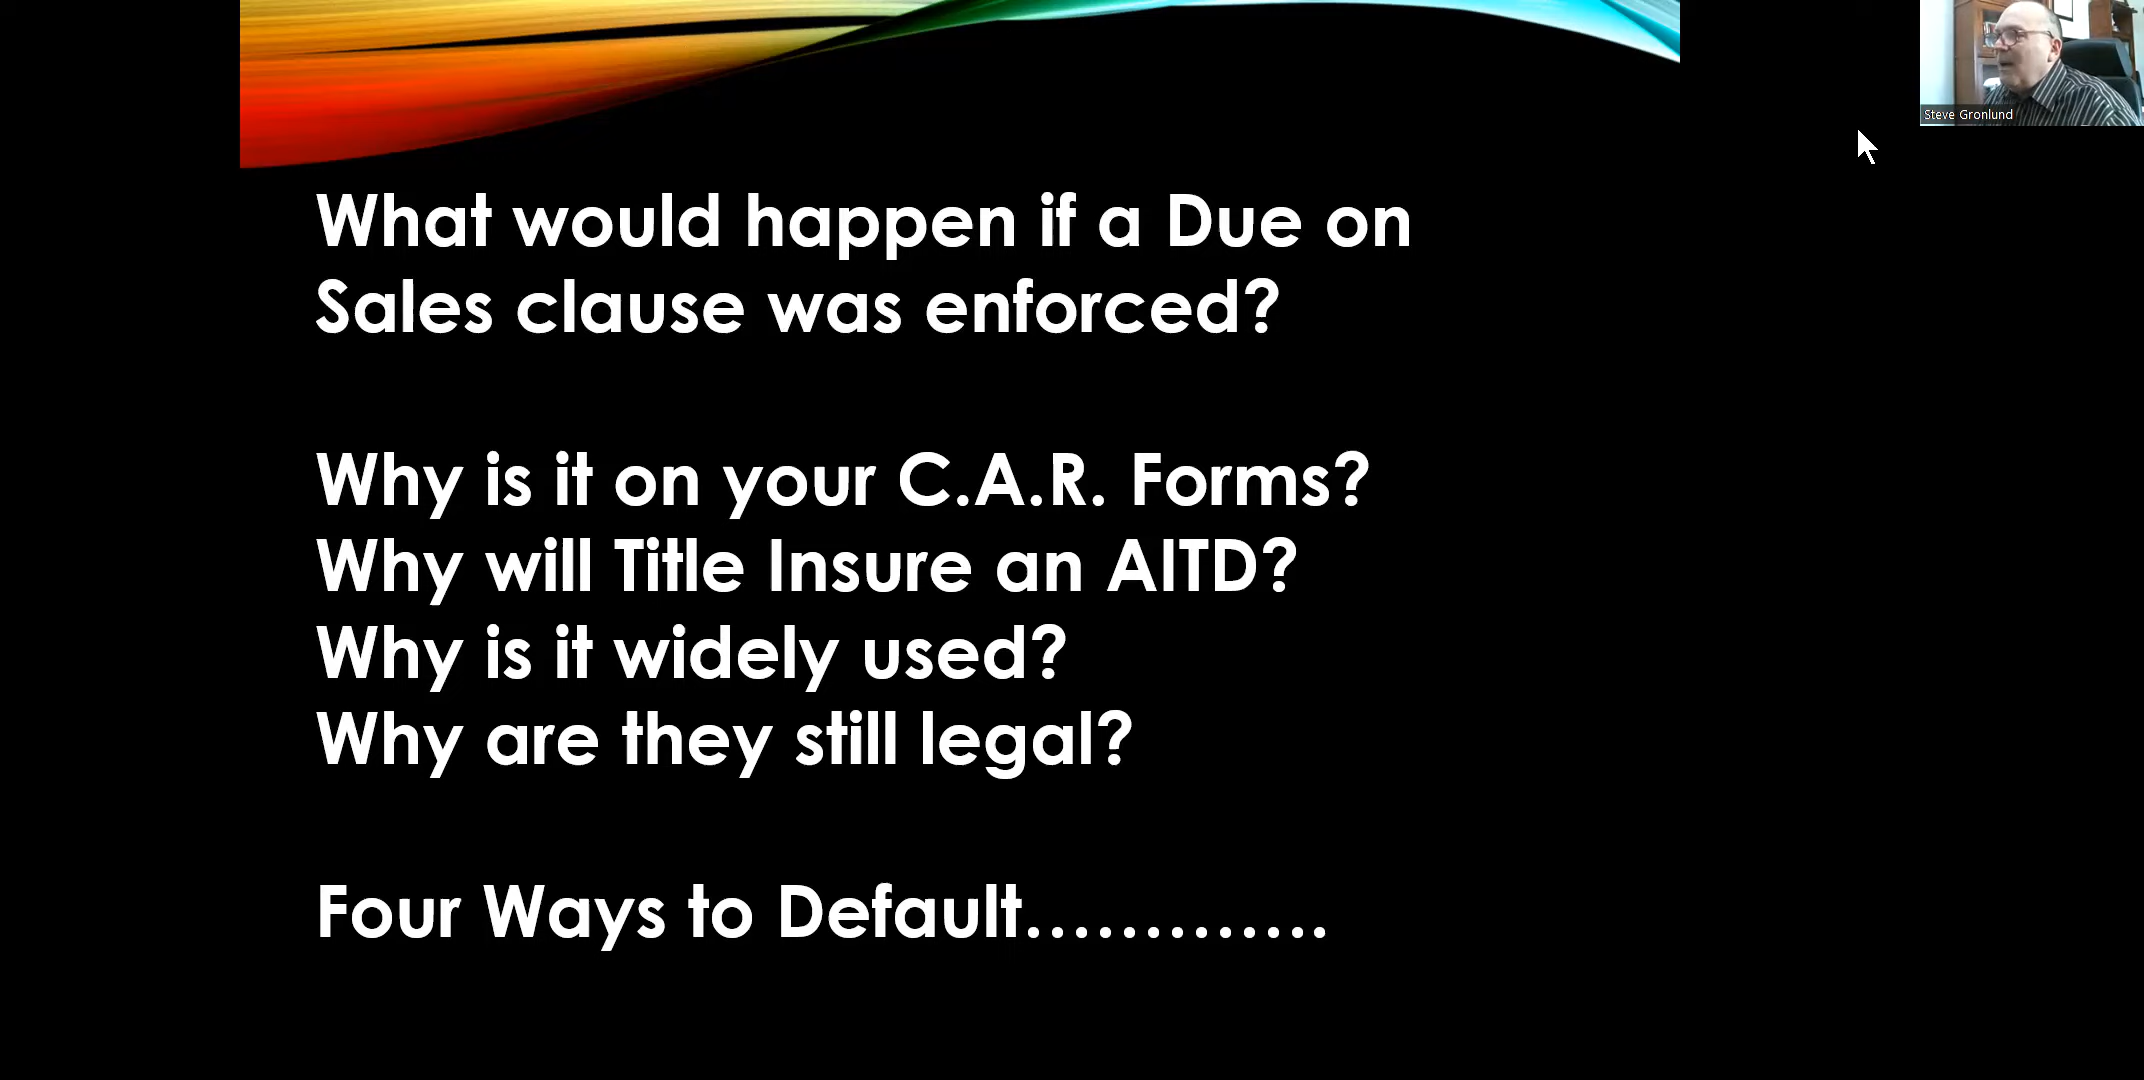 Steve Gronlund
What would happen if a Due on
Sales clause was enforced?
Why is it on your C.A.R. Forms?
Why will Title Insure an AITD?
Why is it widely used?
Why are they still legal?
Four Ways to Default.............